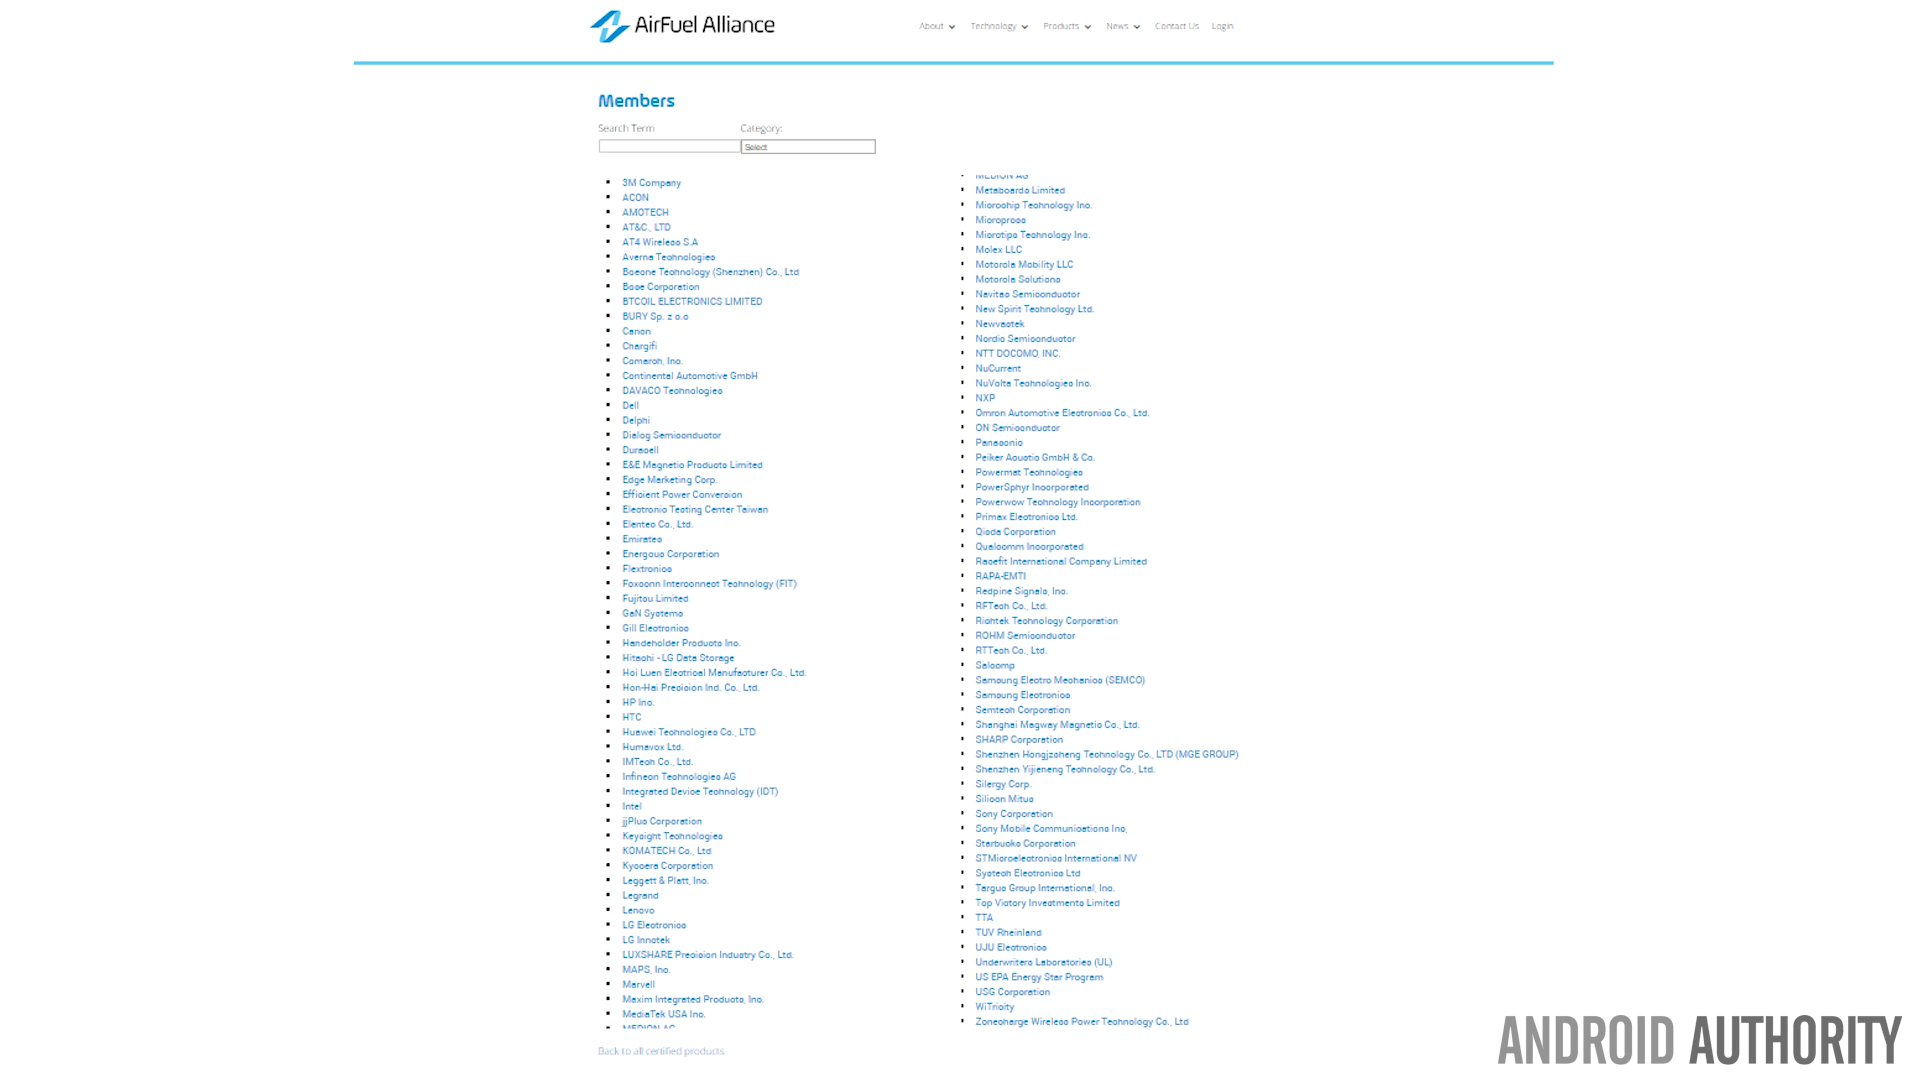 AirFuel Alliance
About
Technology
Products
News
Contact Us
Login
Members
Search Term
Category:
Select
3M Company
ACON
AMOTECH
AT&C., LTD
AT4 Wireless S.A
Averna Technologies
Boeone Technology (Shenzhen) Co., Ltd
Bose Corporation
BTCOIL ELECTRONICS LIMITED
BURY Sp. z o.o
Canon
Chargifi
Comarch, Inc.
Continental Automotive GmbH
DAVACO Technologies
Dell
Delphi
Dialog Semiconductor
Duracell
E&E Magnetic Products Limited
Edge Marketing Corp.
Efficient Power Conversion
Electronic Testing Center Taiwan
Elentec Co., Ltd.
Emirates
Energous Corporation
Flextronics
Foxconn Interconnect Technology (FIT)
Fujitsu Limited
GaN Systems
Gill Electronics
Handeholder Products Inc.
Hitachi - LG Data Storage
Hoi Luen Electrical Manufacturer Co., Ltd.
Hon-Hai Precision Ind. Co., Ltd.
HP Inc.
HTC
Huawei Technologies Co., LTD
Humavox Ltd.
IMTech Co., Ltd.
Infineon Technologies AG
Integrated Device Technology (IDT)
Intel
jjPlus Corporation
Keysight Technologies
KOMATECH Co., Ltd
Kyocera Corporation
Leggett & Platt, Inc.
Legrand
Lenovo
LG Electronics
LG Innotek
LUXSHARE Precision Industry Co., Ltd.
MAPS, Inc.
Marvell
Maxim Integrated Products, Inc.
MediaTek USA Inc.
MEDION AG
MEDION AG
Metaboards Limited
Microchip Technology Inc.
Micropross
Microtips Technology Inc.
Molex LLC
Motorola Mobility LLC
Motorola Solutions
Navitas Semiconductor
New Spirit Technology Ltd.
Newvastek
Nordic Semiconductor
NTT DOCOMO, INC.
NuCurrent
NuVolta Technologies Inc.
NXP
Omron Automotive Electronics Co., Ltd.
ON Semiconductor
Panasonic
Peiker Acustic GmbH & Co.
Powermat Technologies
PowerSphyr Incorporated
Powerwow Technology Incorporation
Primax Electronics Ltd.
Qisda Corporation
Qualcomm Incorporated
Racefit International Company Limited
RAPA-EMTI
Redpine Signals, Inc.
RFTech Co., Ltd.
Richtek Technology Corporation
ROHM Semiconductor
RTTech Co., Ltd.
Salcomp
Samsung Electro Mechanics (SEMCO)
Samsung Electronics
Semtech Corporation
Shanghai Magway Magnetic Co., Ltd.
SHARP Corporation
Shenzhen Hongjzsheng Technology Co., LTD (MGE GROUP)
Shenzhen Yijieneng Technology Co., Ltd.
Silergy Corp.
Silicon Mitus
Sony Corporation
Sony Mobile Communications Inc,
Starbucks Corporation
STMicroelectronics International NV
Systech Electronics Ltd
Targus Group International, Inc.
Top Victory Investments Limited
TTA
TUV Rheinland
UJU Electronics
Underwriters Laboratories (UL)
US EPA Energy Star Program
USG Corporation
WiTricity
Zonecharge Wireless Power Technology Co., Ltd
Back to all certified products
ANDROID AUTHORITY